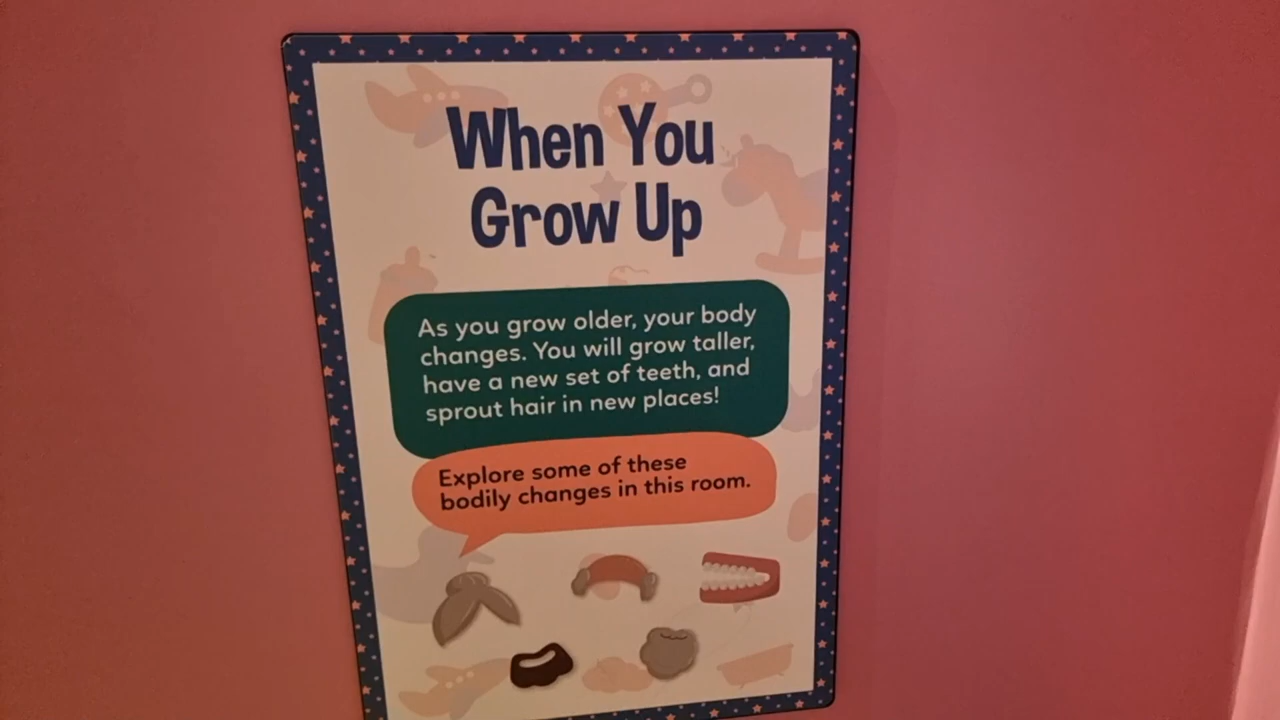 When You
Grow Up
As you grow older, your body
changes. You will grow taller,
have a new set of teeth, and
sprout hair in new places!
Explore some of these
bodily changes in this room.